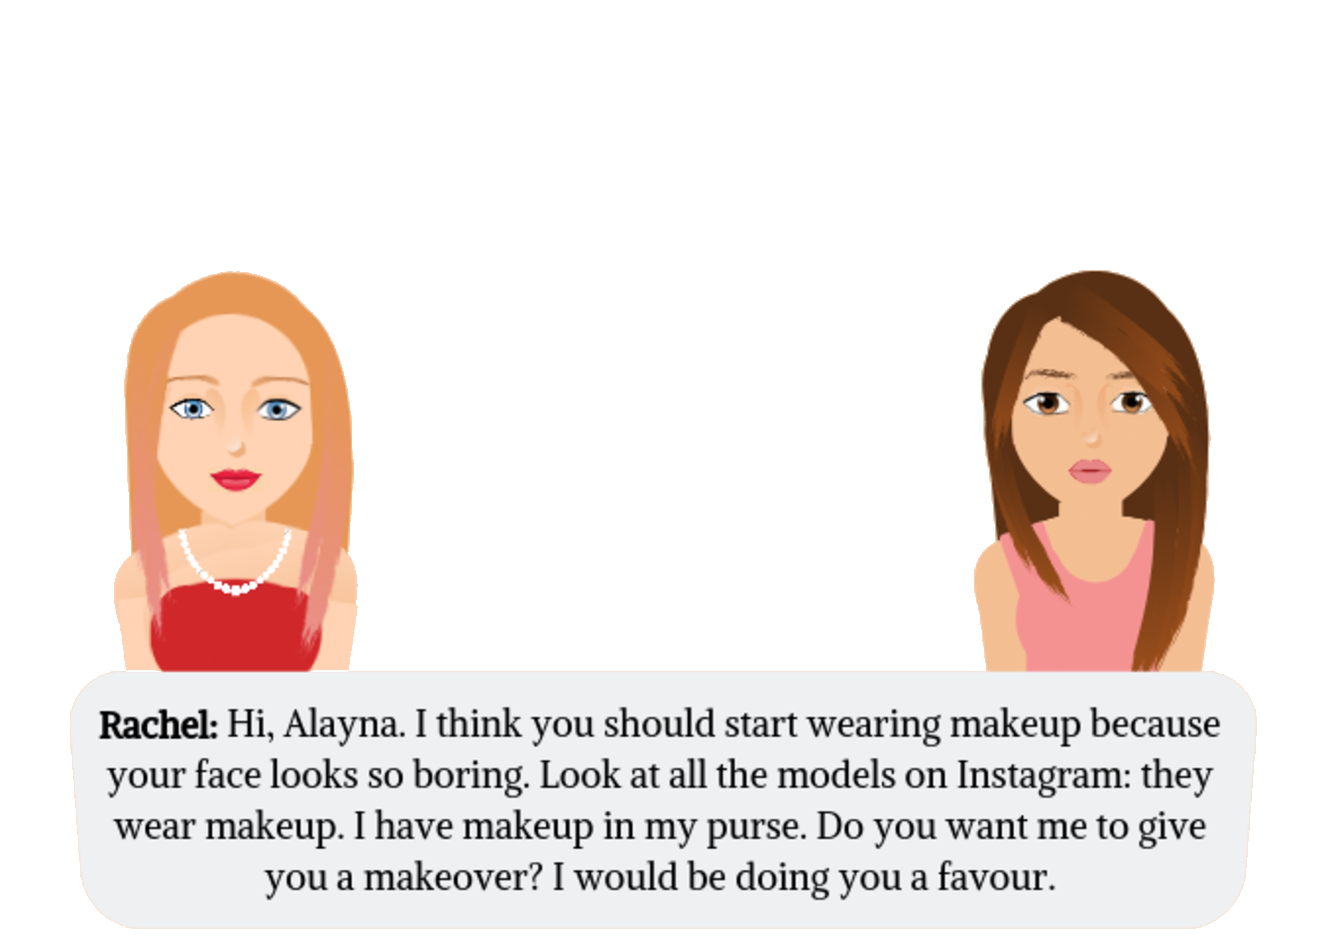 Rachel: Hi, Alayna. I think you should start wearing makeup because
your face looks so boring. Look at all the models on Instagram: they
wear makeup. I have makeup in my purse. Do you want me to give
you a makeover? I would be doing you a favour.